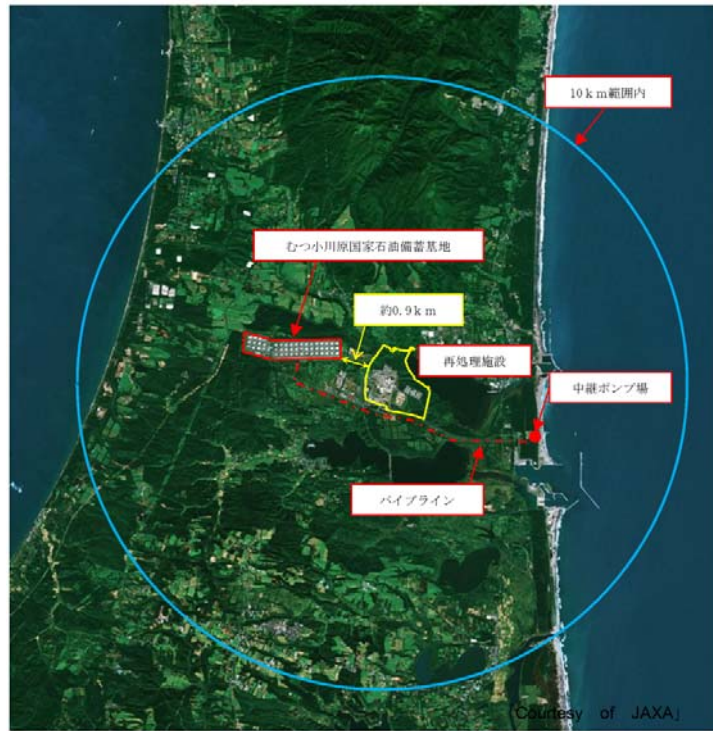 10km範囲内
むつ小川原国家石油備蓄基地
約0.9km
再処理施設
中継ポンプ場
パイプライン
「Courtesy of JAXA」